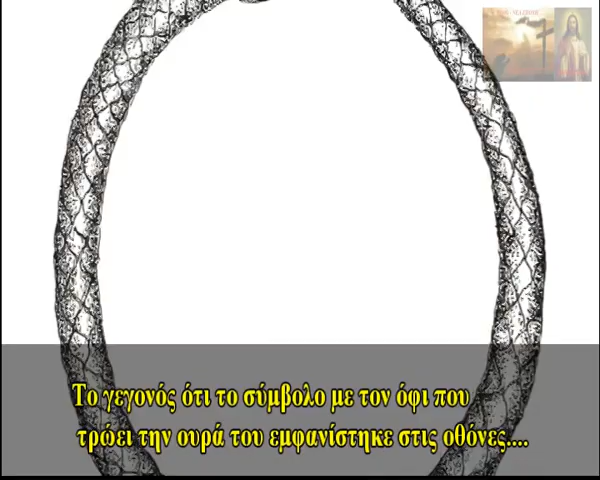 Το γεγονός ότι το σύμβολο με τον όφι που
τρώει την ουρά του εμφανίστηκε στις οθόνες....